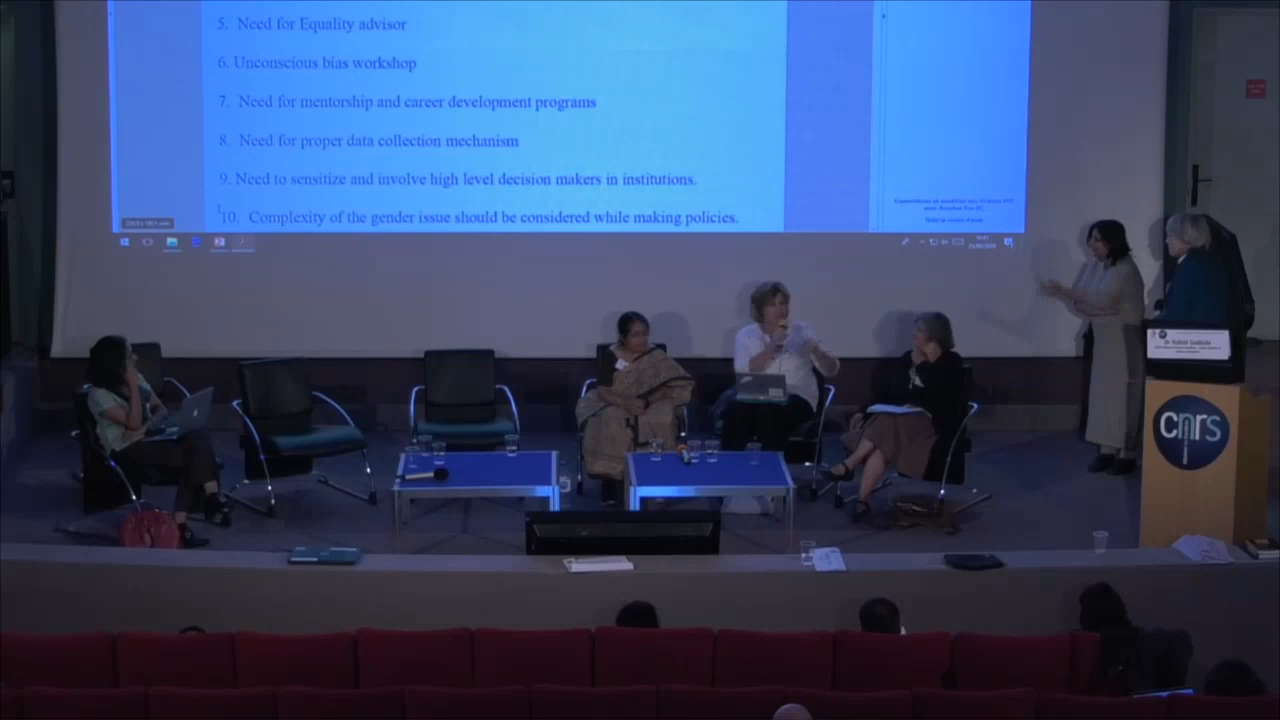 5. Need for Equality advisor
6. Unconscious bias workshop
7. Need for mentorship and career development programs
8. Need for proper data collection mechanism
9. Need to sensitize and involve high level decision makers in institutions.
10. Complexity of the gender issue should be considered while making policies.
cnrs